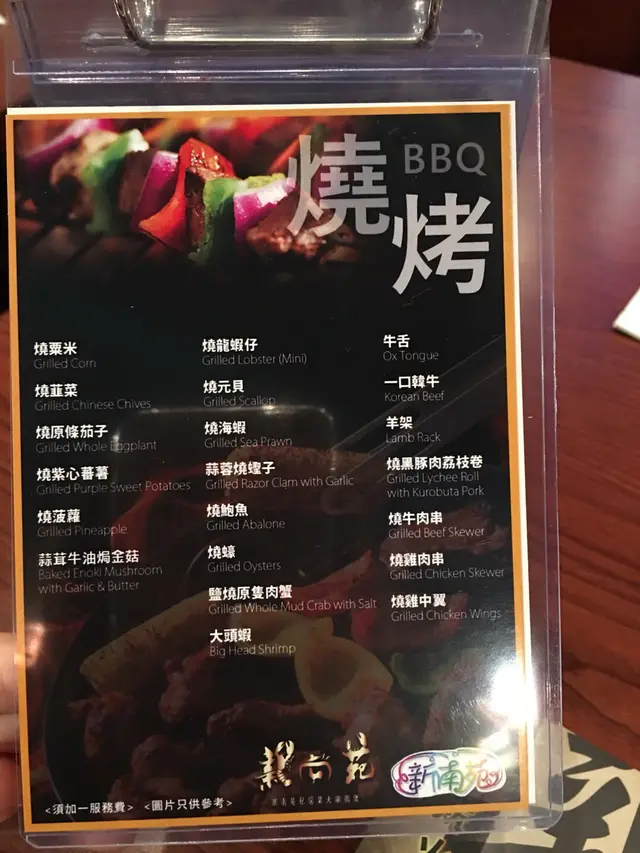 燒烤
BBQ
燒粟米
Grilled Corn
燒韮菜
Grilled Chinese Chives
燒原條茄子
Grilled Whole Eggplant
燒紫心蕃薯
Grilled Purple Sweet Potatoes
燒菠蘿
Grilled Pineapple
蒜茸牛油焗金菇
Baked Enoki Mushroom
with Garlic & Butter
燒龍蝦仔
Grilled Lobster (Mini)
燒元貝
Grilled Scallop
燒海蝦
Grilled Sea Prawn
蒜蓉燒蟶子
Grilled Razor Clam with Garlic
燒鮑魚
Grilled Abalone
燒蠔
Grilled Oysters
鹽燒原隻肉蟹
Grilled Whole Mud Crab with Salt
大頭蝦
Big Head Shrimp
牛舌
Ox Tongue
一口韓牛
Korean Beef
羊架
Lamb Rack
燒黑豚肉荔枝卷
Grilled Lychee Roll
with Kurobuta Pork
燒牛肉串
Grilled Beef Skewer
燒雞肉串
Grilled Chicken Skewer
燒雞中翼
Grilled Chicken Wings
<須加一服務費> <圖片只供參考>
新南苑